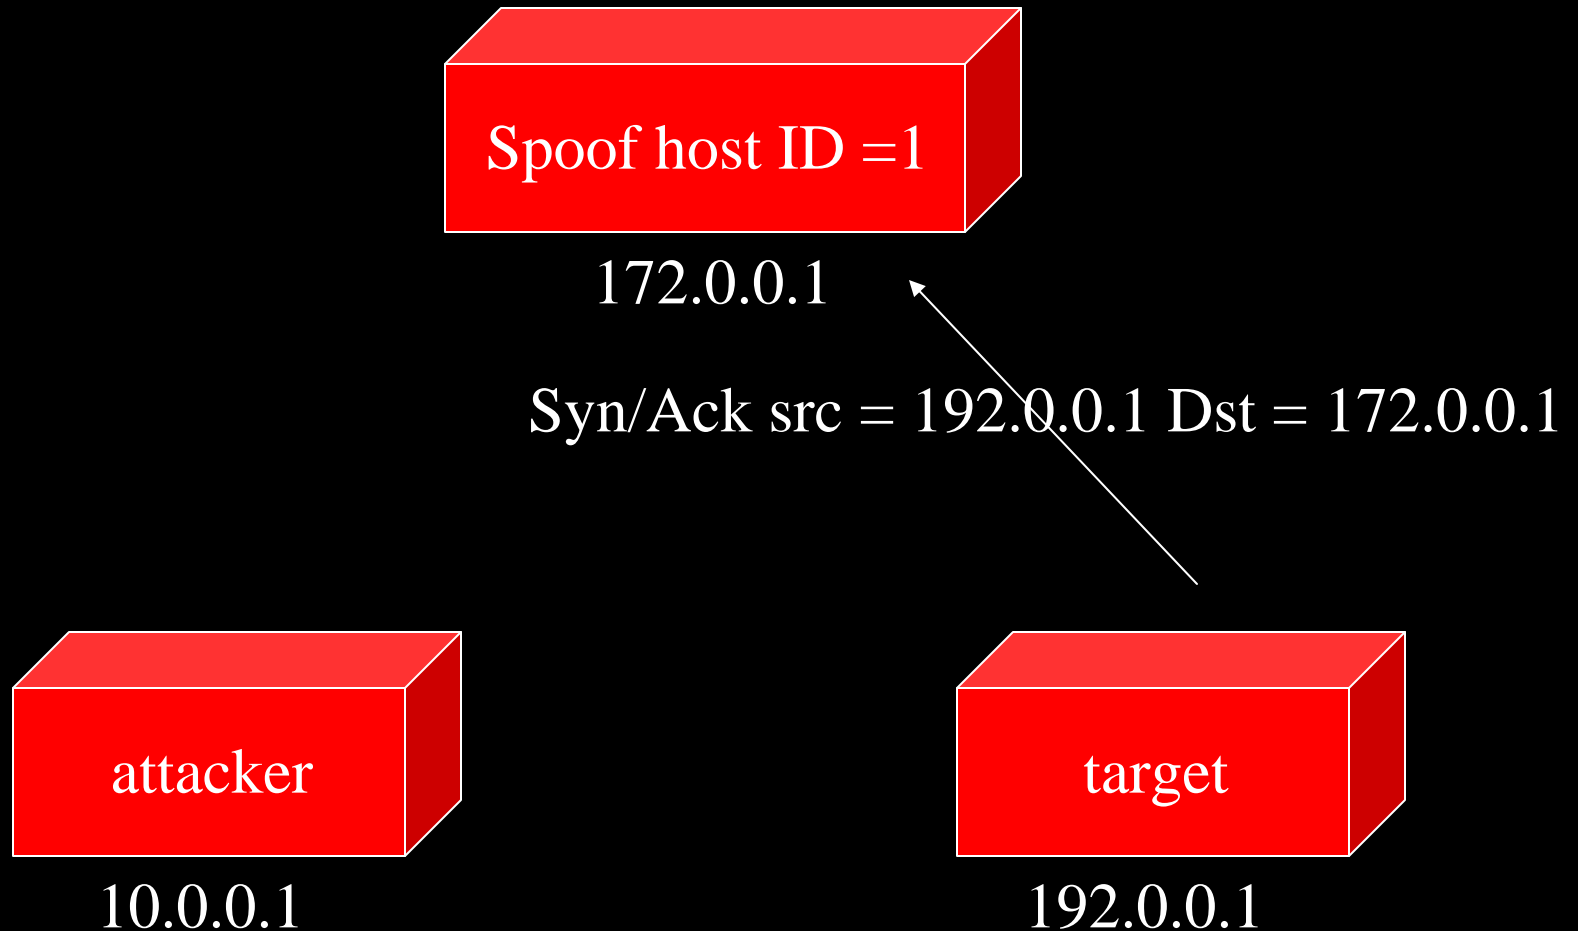 Spoof host ID =1
172.0.0.1
Syn/Ack src = 192.0.0.1 Dst = 172.0.0.1
attacker
target
10.0.0.1
192.0.0.1